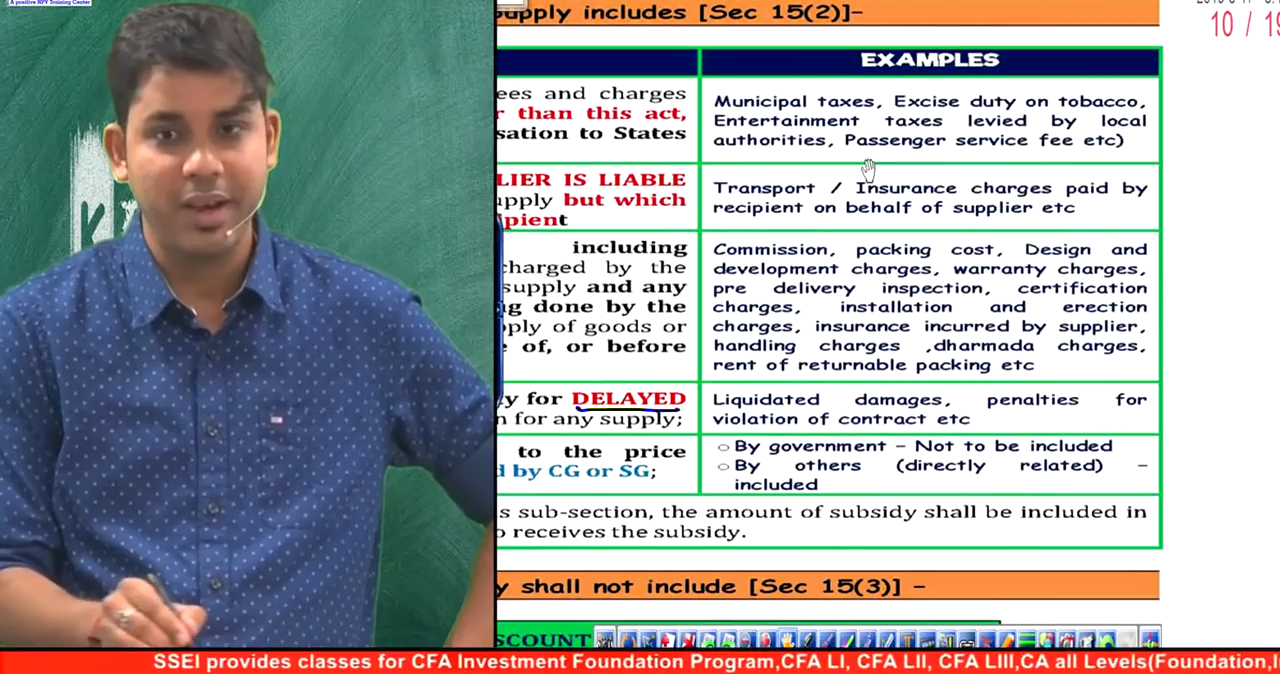 A positive NPV Training Center
supply includes [Sec 15(2)]–
10 / 19
EXAMPLES
ees and charges
r than this act,
sation to States
Municipal taxes, Excise duty on tobacco,
Entertainment taxes levied by local
authorities, Passenger service fee etc)
LIER IS LIABLE
upply but which
ipient
Transport / Insurance charges paid by
recipient on behalf of supplier etc
including
charged by the
supply and any
g done by the
ply of goods or
e of, or before
Commission, packing cost, Design and
development charges, warranty charges,
pre delivery inspection, certification
charges, installation and erection
charges, insurance incurred by supplier,
handling charges ,dharmada charges,
rent of returnable packing etc
y for DELAYED
n for any supply;
Liquidated damages, penalties for
violation of contract etc
to the price
d by CG or SG;
○ By government – Not to be included
○ By others (directly related) –
included
s sub-section, the amount of subsidy shall be included in
o receives the subsidy.
y shall not include [Sec 15(3)] –
SCOUNT
SSEI provides classes for CFA Investment Foundation Program,CFA LI, CFA LII, CFA LIII,CA all Levels(Foundation,I